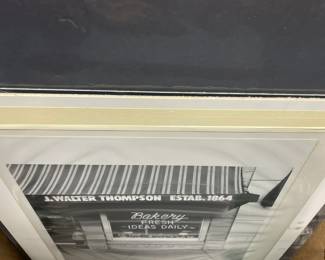 J. WALTER THOMPSON ESTAB. 1864
Bakery
FRESH
IDEAS DAILY